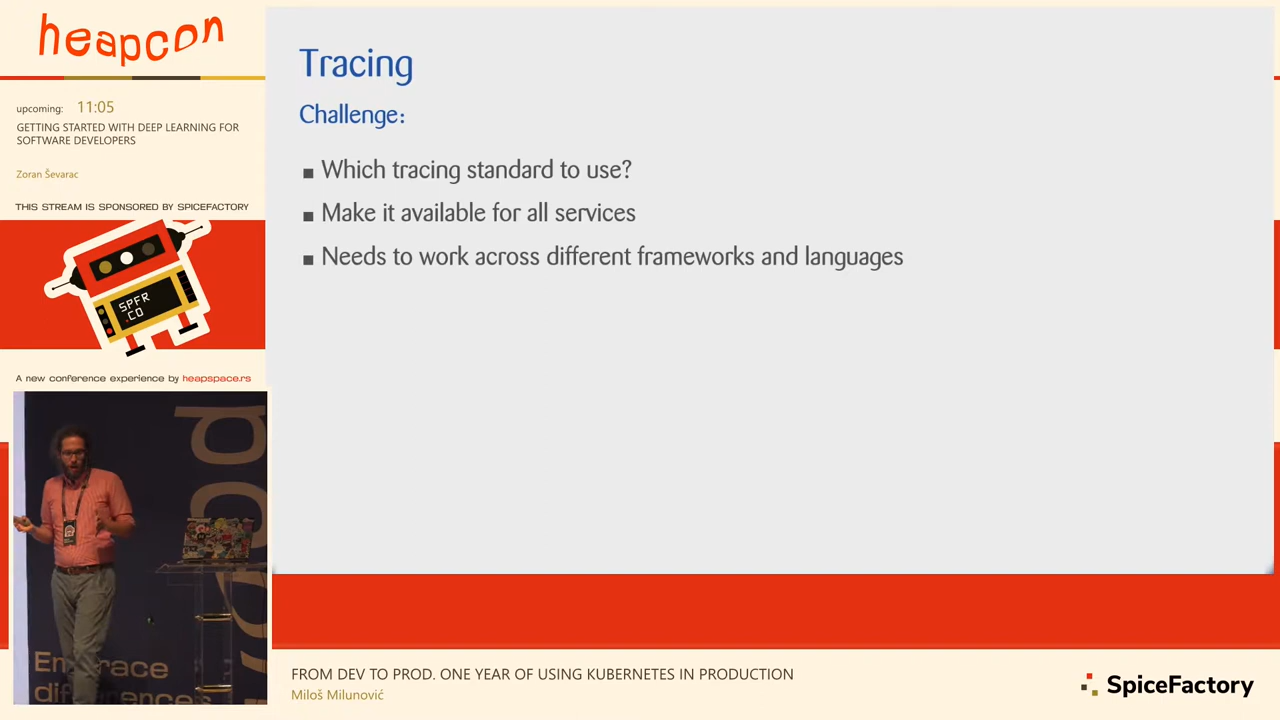 heapcon
upcoming: 11:05
GETTING STARTED WITH DEEP LEARNING FOR
SOFTWARE DEVELOPERS
Zoran Ševarac
THIS STREAM IS SPONSORED BY SPICEFACTORY
SPFR
.CO
A new conference experience by heapspace.rs
Tracing
Challenge:
Which tracing standard to use?
Make it available for all services
Needs to work across different frameworks and languages
Embrace
differences
FROM DEV TO PROD. ONE YEAR OF USING KUBERNETES IN PRODUCTION
Miloš Milunović
SpiceFactory